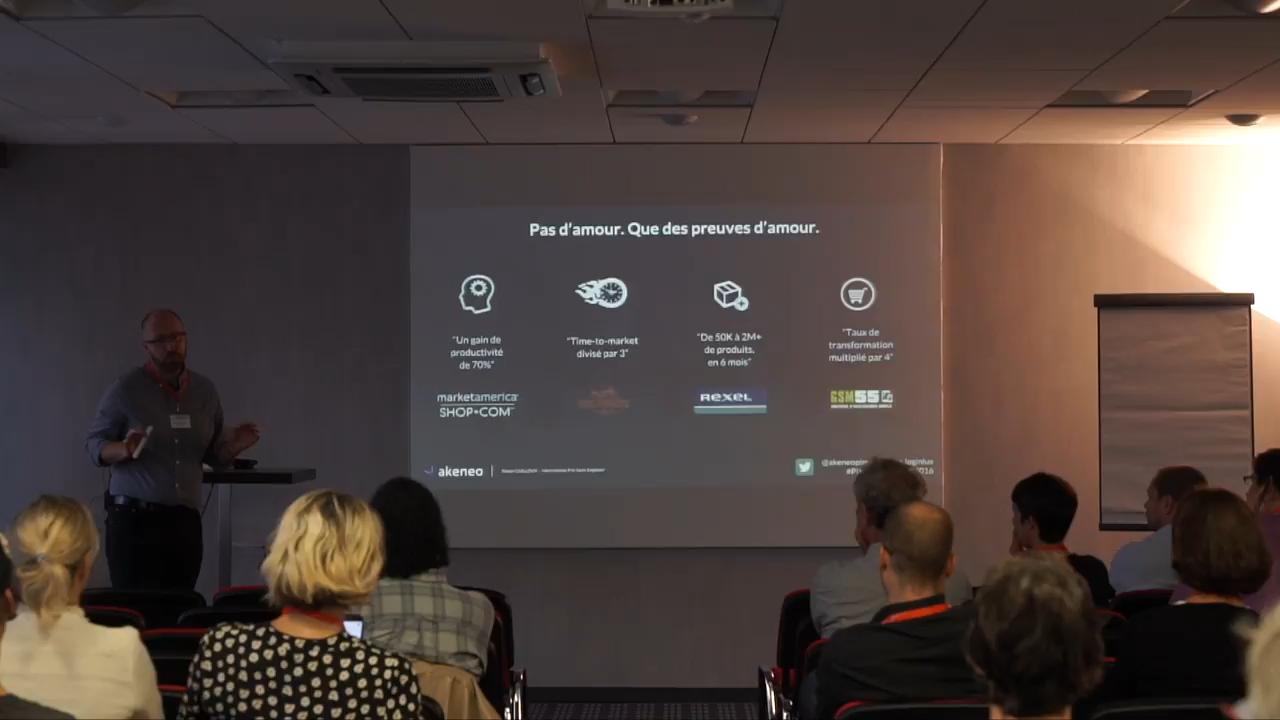 Pas d'amour. Que des preuves d'amour.
"Un gain de
productivité
de 70%"
"Time-to-market
divisé par 3"
"De 50K à 2M+
de produits,
en 6 mois"
"Taux de
transformation
multiplié par 4"
marketamerica
SHOP•COM
REXEL
GSM55
akeneo